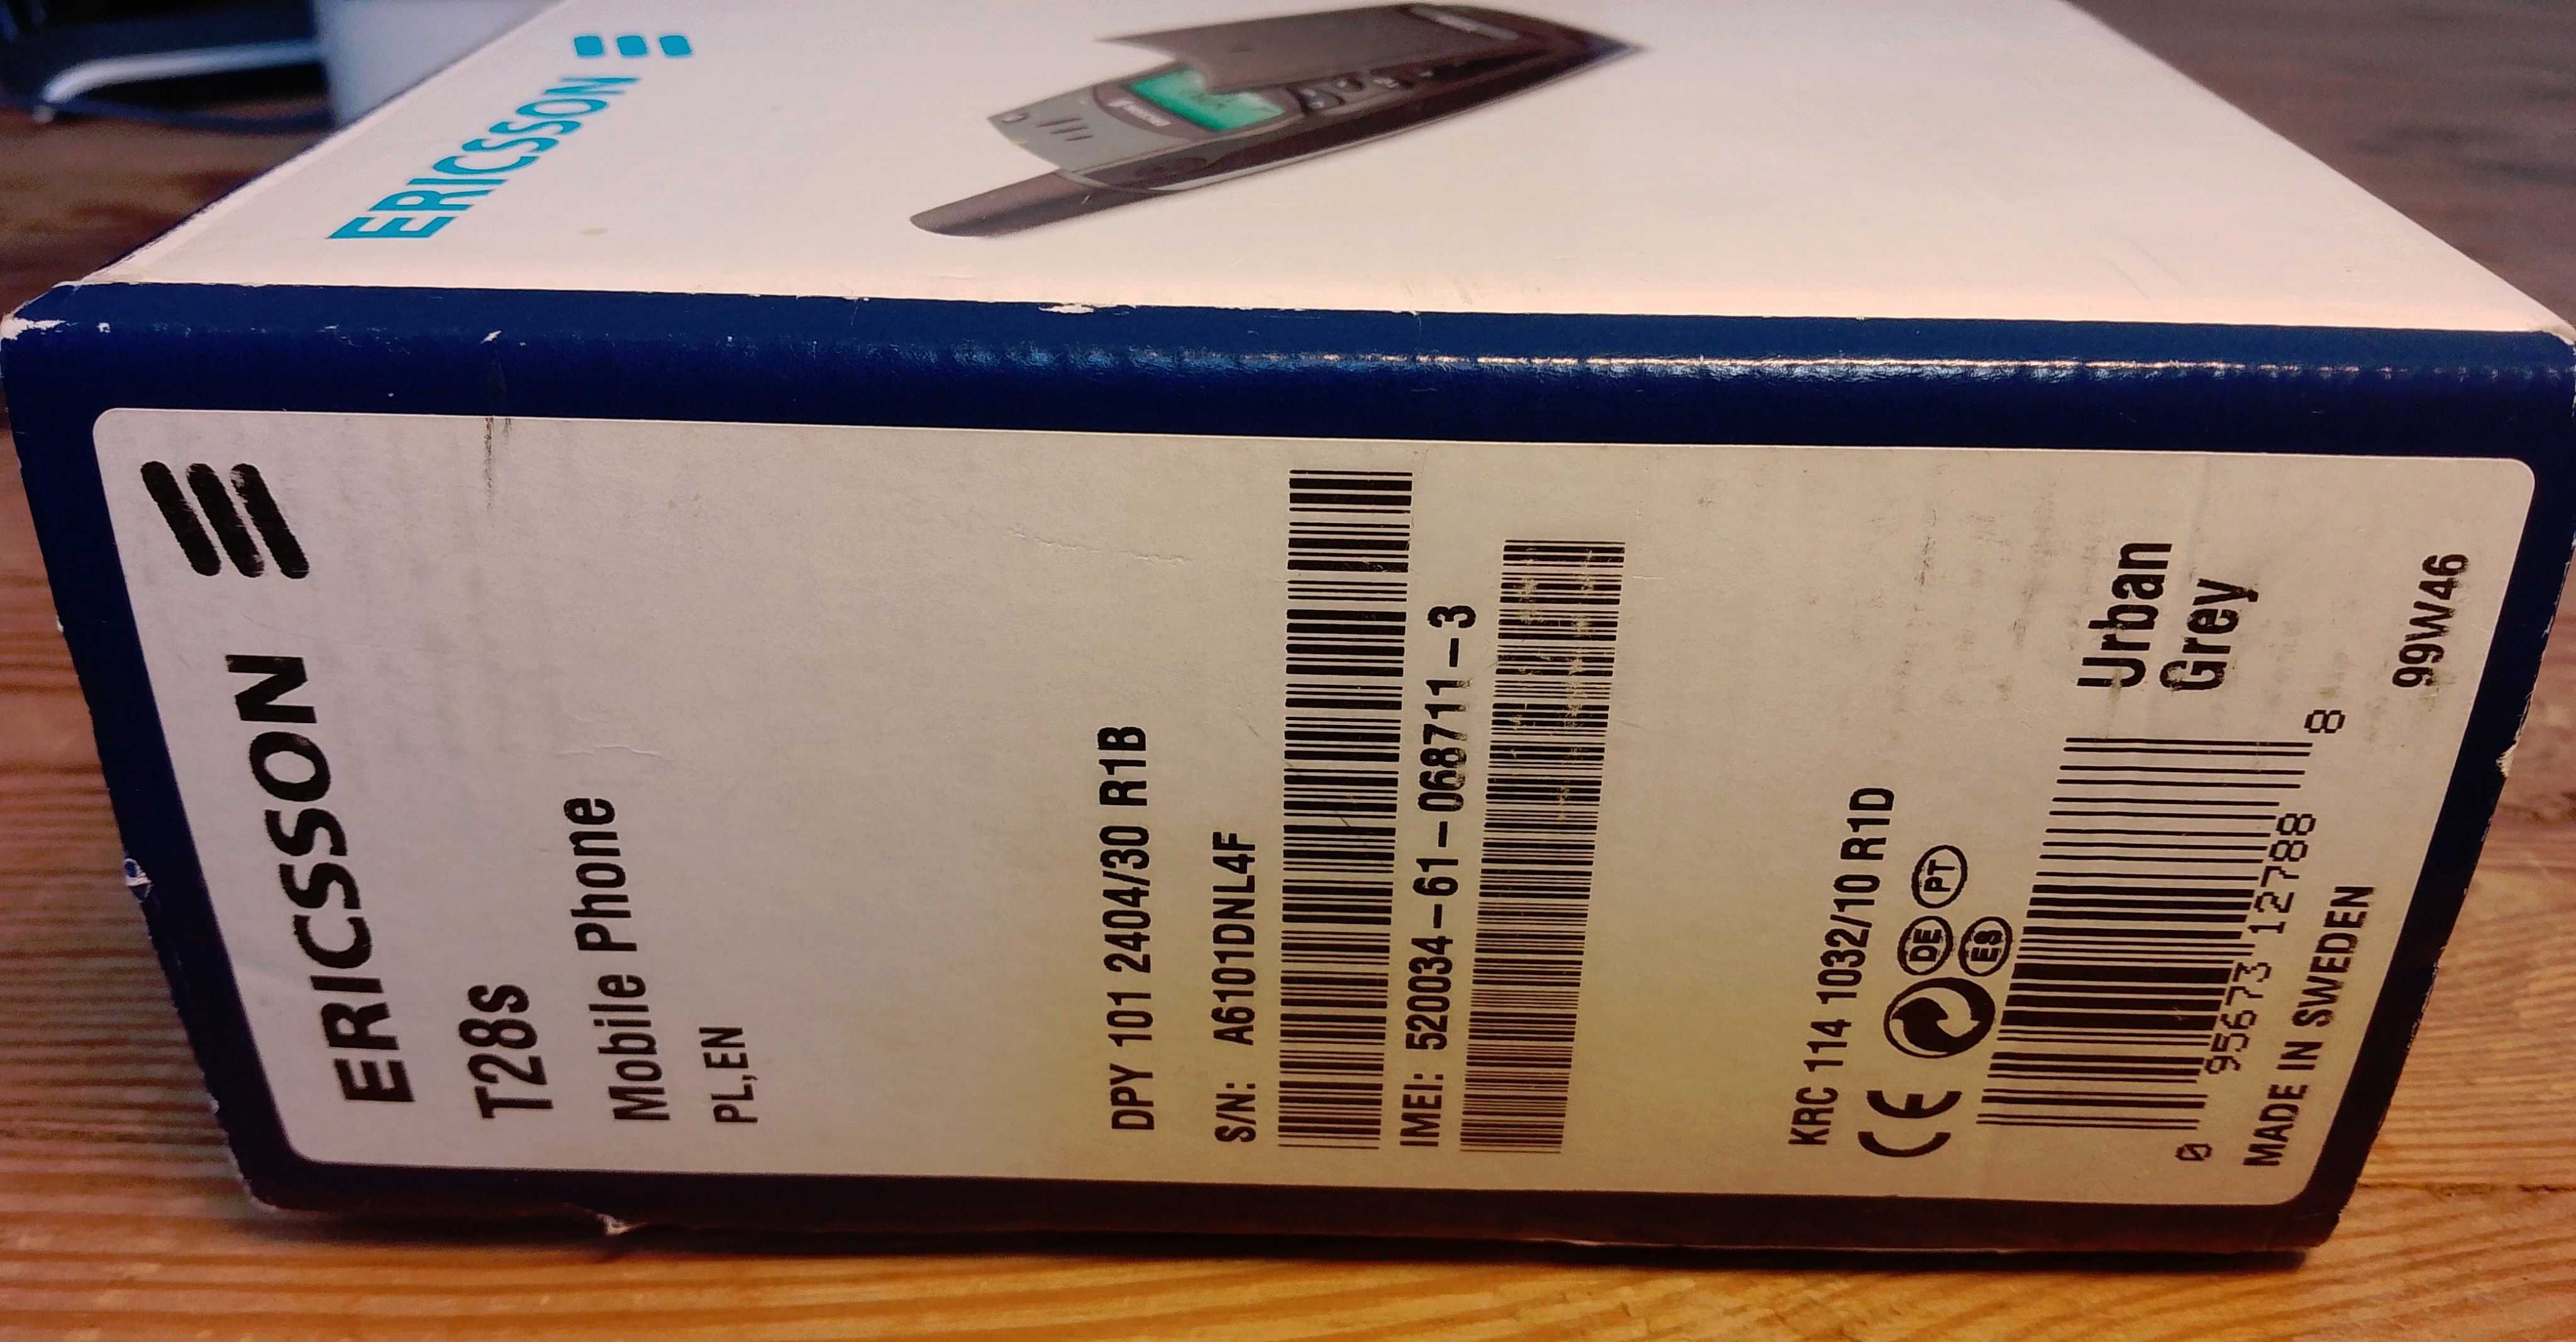 ERICSSON
ERICSSON
T28s
Mobile Phone
PL,EN
DPY 101 2404/30 R1B
S/N: A6101DNL4F
IMEI: 520034-61-068711-3
KRC 114 1032/10 R1D
CE
DE
PT
ES
Urban
Grey
0 95673 12788 8
MADE IN SWEDEN
99W46